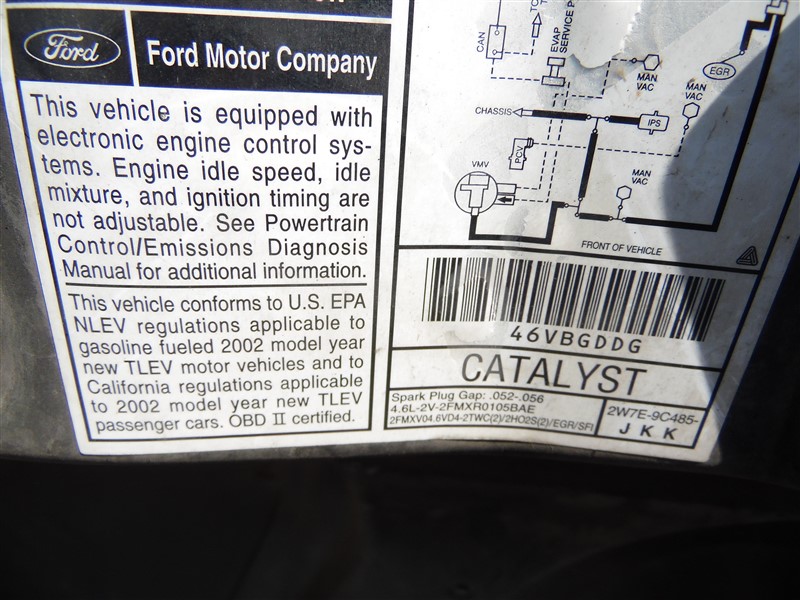 Ford
Ford Motor Company
This vehicle is equipped with
electronic engine control sys-
tems. Engine idle speed, idle
mixture, and ignition timing are
not adjustable. See Powertrain
Control/Emissions Diagnosis
Manual for additional information.
This vehicle conforms to U.S. EPA
NLEV regulations applicable to
gasoline fueled 2002 model year
new TLEV motor vehicles and to
California regulations applicable
to 2002 model year new TLEV
passenger cars. OBD II certified.
CAN
EVAP
SERVICE
MAN
VAC
EGR
MAN
VAC
CHASSIS
IPS
PCV
VMV
MAN
VAC
FRONT OF VEHICLE
46VBGDDG
CATALYST
Spark Plug Gap: .052-.056
4.6L-2V-2FMXR0105BAE
2FMXV04.6VD4-2TWC(2)/2HO2S(2)/EGR/SFI
2W7E-9C485-
JKK